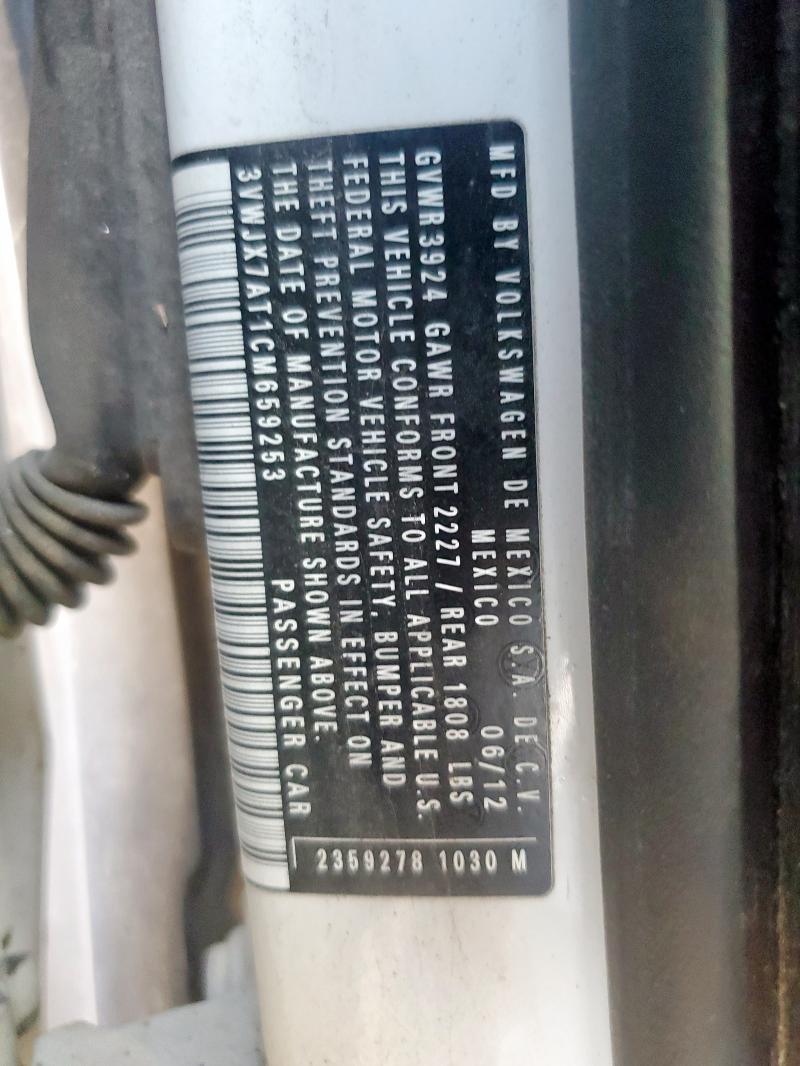 MFD BY VOLKSWAGEN DE MEXICO S.A. DE C.V.
MEXICO 06/12
GVWR3924 GAWR FRONT 2227 / REAR 1808 LBS
THIS VEHICLE CONFORMS TO ALL APPLICABLE U.S.
FEDERAL MOTOR VEHICLE SAFETY, BUMPER AND
THEFT PREVENTION STANDARDS IN EFFECT ON
THE DATE OF MANUFACTURE SHOWN ABOVE.
3VWJX7AT1CM659253 PASSENGER CAR
2359278 1030 M